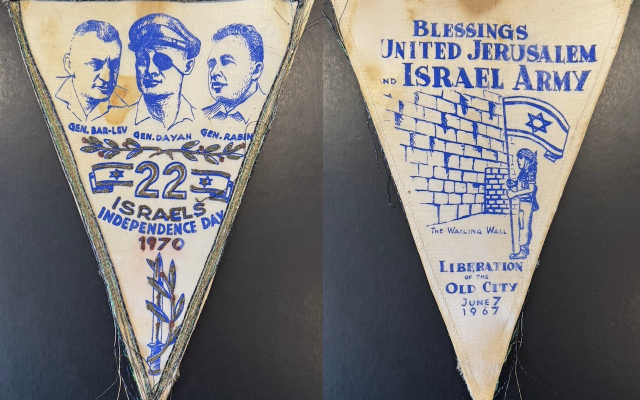 GEN. BAR-LEV GEN. DAYAN GEN. RABIN
22
ISRAELS
INDEPENDENCE DAY
1970
BLESSINGS
UNITED JERUSALEM
ND ISRAEL ARMY
THE WAILING WALL
LIBERATION
OF THE
OLD CITY
JUNE 7
1967